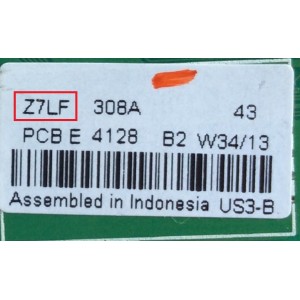 Z7LF 308A 43
PCB E 4128 B2 W34/13
Assembled in Indonesia US3-B